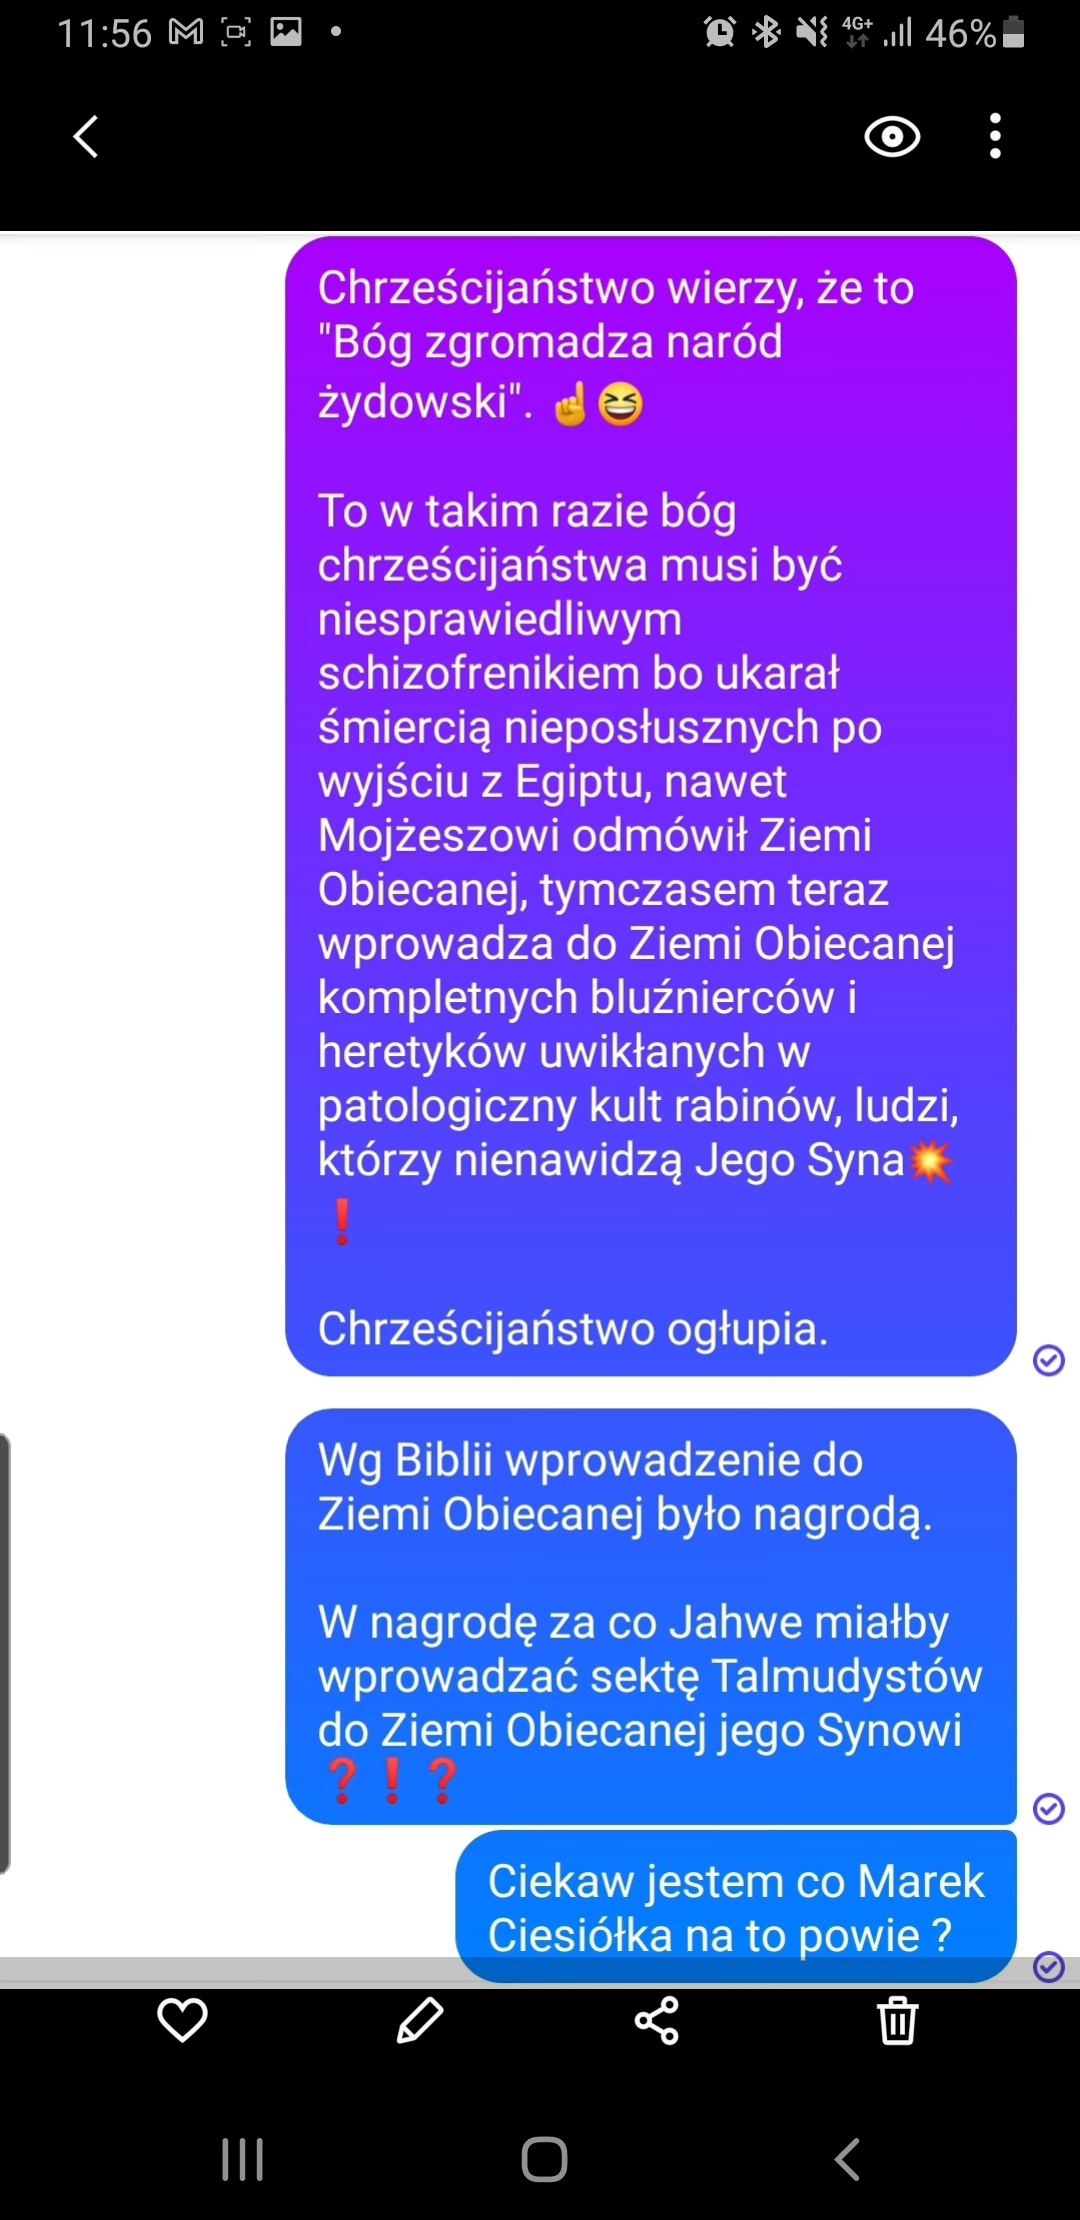 11:56
4G+
46%
Chrześcijaństwo wierzy, że to
"Bóg zgromadza naród
żydowski". ☝😆
To w takim razie bóg
chrześcijaństwa musi być
niesprawiedliwym
schizofrenikiem bo ukarał
śmiercią nieposłusznych po
wyjściu z Egiptu, nawet
Mojżeszowi odmówił Ziemi
Obiecanej, tymczasem teraz
wprowadza do Ziemi Obiecanej
kompletnych bluźnierców i
heretyków uwikłanych w
patologiczny kult rabinów, ludzi,
którzy nienawidzą Jego Syna💥
❗
Chrześcijaństwo ogłupia.
Wg Biblii wprowadzenie do
Ziemi Obiecanej było nagrodą.
W nagrodę za co Jahwe miałby
wprowadzać sektę Talmudystów
do Ziemi Obiecanej jego Synowi
❓❗❓
Ciekaw jestem co Marek
Ciesiółka na to powie ?